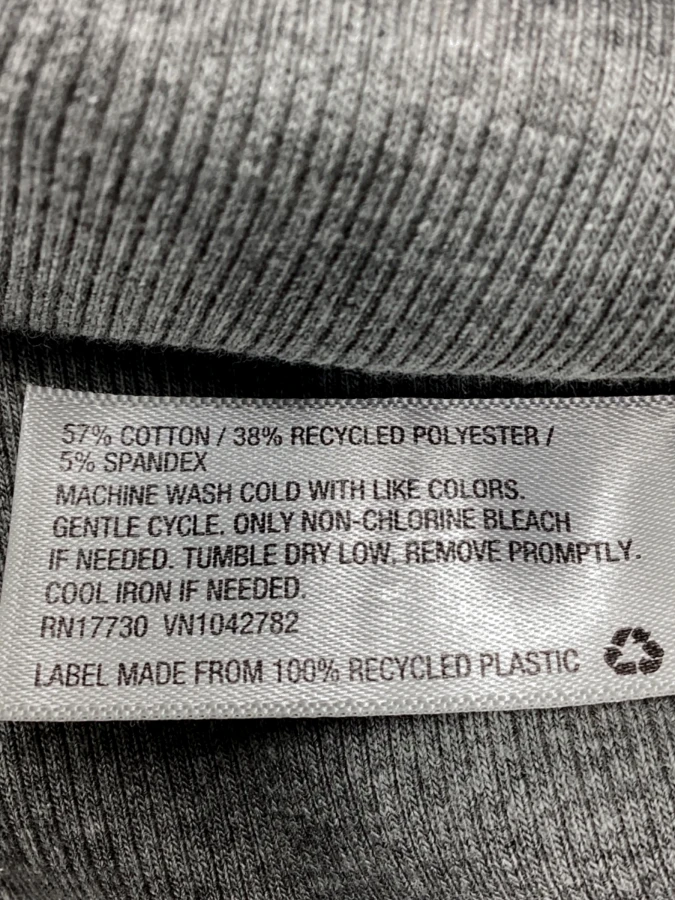 57% COTTON / 38% RECYCLED POLYESTER /
5% SPANDEX
MACHINE WASH COLD WITH LIKE COLORS.
GENTLE CYCLE. ONLY NON-CHLORINE BLEACH
IF NEEDED. TUMBLE DRY LOW. REMOVE PROMPTLY.
COOL IRON IF NEEDED.
RN17730 VN1042782
LABEL MADE FROM 100% RECYCLED PLASTIC